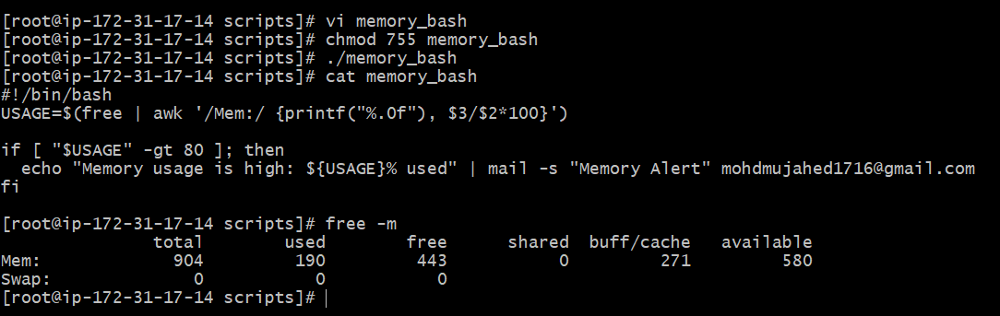 [root@ip-172-31-17-14 scripts]# vi memory_bash
[root@ip-172-31-17-14 scripts]# chmod 755 memory_bash
[root@ip-172-31-17-14 scripts]# ./memory_bash
[root@ip-172-31-17-14 scripts]# cat memory_bash
#!/bin/bash
USAGE=$(free | awk '/Mem:/ {printf("%.0f"), $3/$2*100}')

if [ "$USAGE" -gt 80 ]; then
  echo "Memory usage is high: ${USAGE}% used" | mail -s "Memory Alert" mohdmujahed1716@gmail.com
fi

[root@ip-172-31-17-14 scripts]# free -m
               total        used        free      shared  buff/cache   available
Mem:             904         190         443           0         271         580
Swap:              0           0           0
[root@ip-172-31-17-14 scripts]#